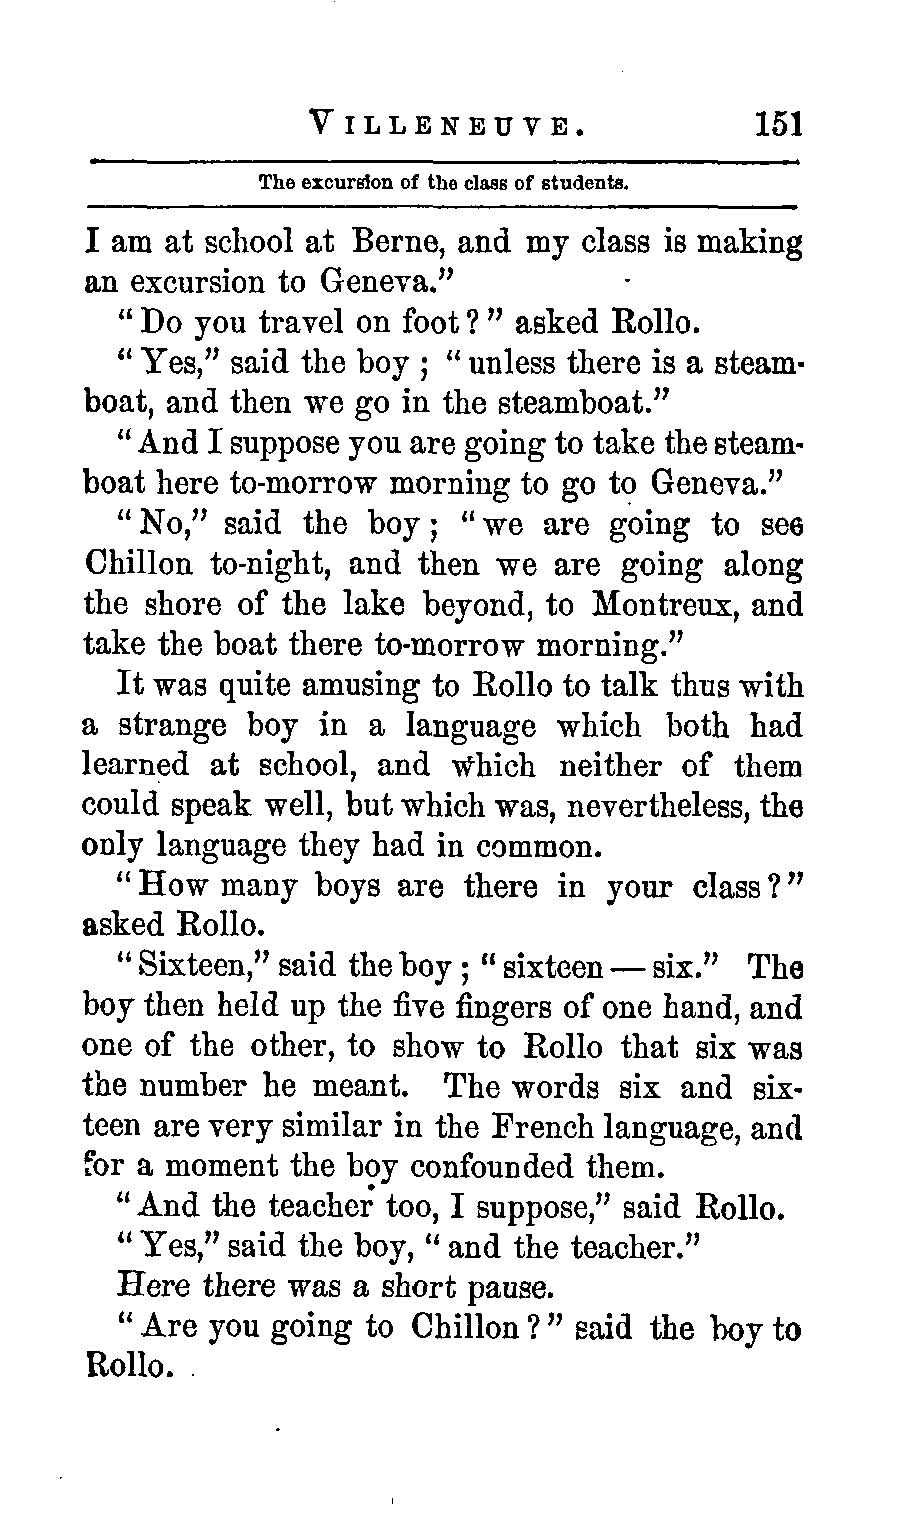 VILLENEUVE. 151
The excursion of the class of students.
I am at school at Berne, and my class is making
an excursion to Geneva."
"Do you travel on foot?" asked Rollo.
"Yes," said the boy; "unless there is a steam-
boat, and then we go in the steamboat."
"And I suppose you are going to take the steam-
boat here to-morrow morning to go to Geneva."
"No," said the boy; "we are going to see
Chillon to-night, and then we are going along
the shore of the lake beyond, to Montreux, and
take the boat there to-morrow morning."
It was quite amusing to Rollo to talk thus with
a strange boy in a language which both had
learned at school, and which neither of them
could speak well, but which was, nevertheless, the
only language they had in common.
"How many boys are there in your class?"
asked Rollo.
"Sixteen," said the boy; "sixteen — six." The
boy then held up the five fingers of one hand, and
one of the other, to show to Rollo that six was
the number he meant. The words six and six-
teen are very similar in the French language, and
for a moment the boy confounded them.
"And the teacher too, I suppose," said Rollo.
"Yes," said the boy, "and the teacher."
Here there was a short pause.
"Are you going to Chillon?" said the boy to
Rollo.